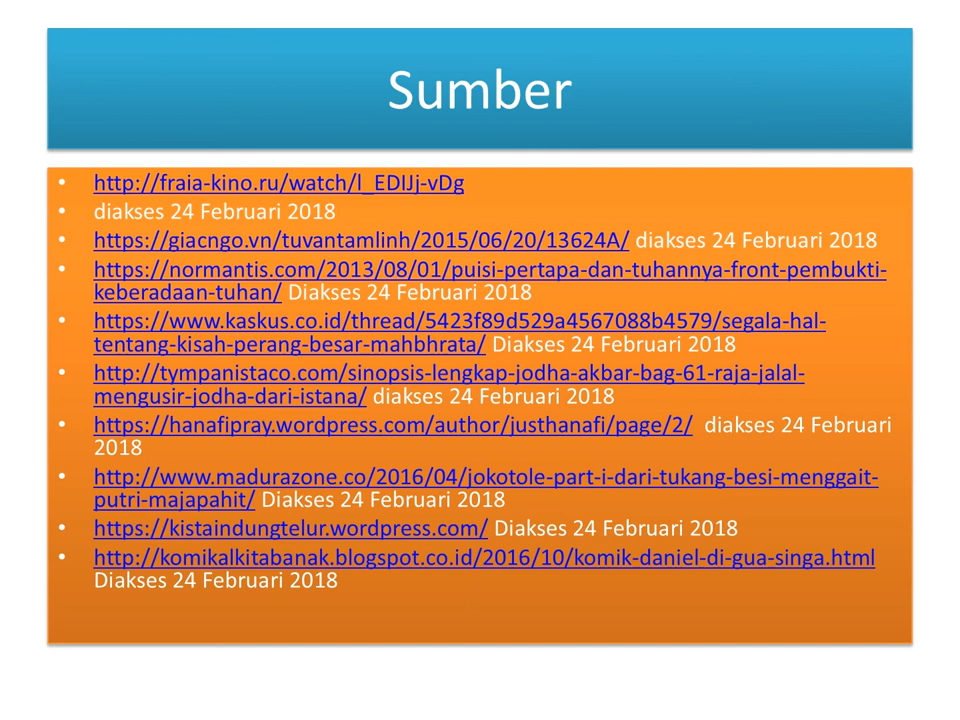 Sumber
• http://fraia-kino.ru/watch/l_EDIJj-vDg
• diakses 24 Februari 2018
• https://giacngo.vn/tuvantamlinh/2015/06/20/13624A/ diakses 24 Februari 2018
• https://normantis.com/2013/08/01/puisi-pertapa-dan-tuhannya-front-pembukti-
keberadaan-tuhan/ Diakses 24 Februari 2018
• https://www.kaskus.co.id/thread/5423f89d529a4567088b4579/segala-hal-
tentang-kisah-perang-besar-mahbhrata/ Diakses 24 Februari 2018
• http://tympanistaco.com/sinopsis-lengkap-jodha-akbar-bag-61-raja-jalal-
mengusir-jodha-dari-istana/ diakses 24 Februari 2018
• https://hanafipray.wordpress.com/author/justhanafi/page/2/ diakses 24 Februari
2018
• http://www.madurazone.co/2016/04/jokotole-part-i-dari-tukang-besi-menggait-
putri-majapahit/ Diakses 24 Februari 2018
• https://kistaindungtelur.wordpress.com/ Diakses 24 Februari 2018
• http://komikalkitabanak.blogspot.co.id/2016/10/komik-daniel-di-gua-singa.html
Diakses 24 Februari 2018